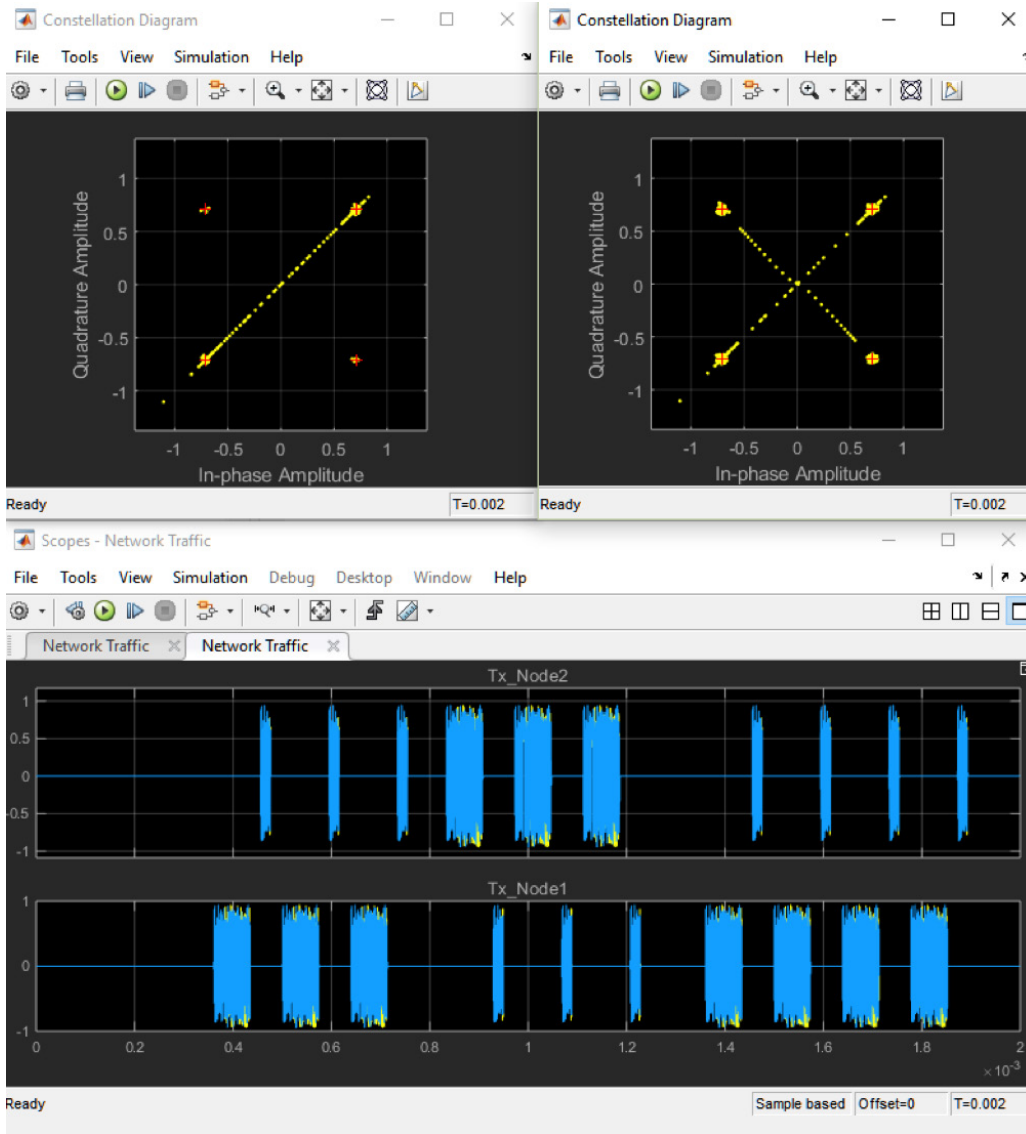 Constellation Diagram
File Tools View Simulation Help
1
0.5
0
-0.5
-1
Quadrature Amplitude
-1 -0.5 0 0.5 1
In-phase Amplitude
Ready T=0.002
Constellation Diagram
File Tools View Simulation Help
1
0.5
0
-0.5
-1
Quadrature Amplitude
-1 -0.5 0 0.5 1
In-phase Amplitude
Ready T=0.002
Scopes - Network Traffic
File Tools View Simulation Debug Desktop Window Help
Network Traffic Network Traffic
Tx_Node2
1
0.5
0
-0.5
-1
Tx_Node1
1
0
-1
0 0.2 0.4 0.6 0.8 1 1.2 1.4 1.6 1.8 2
×10-3
Ready Sample based Offset=0 T=0.002